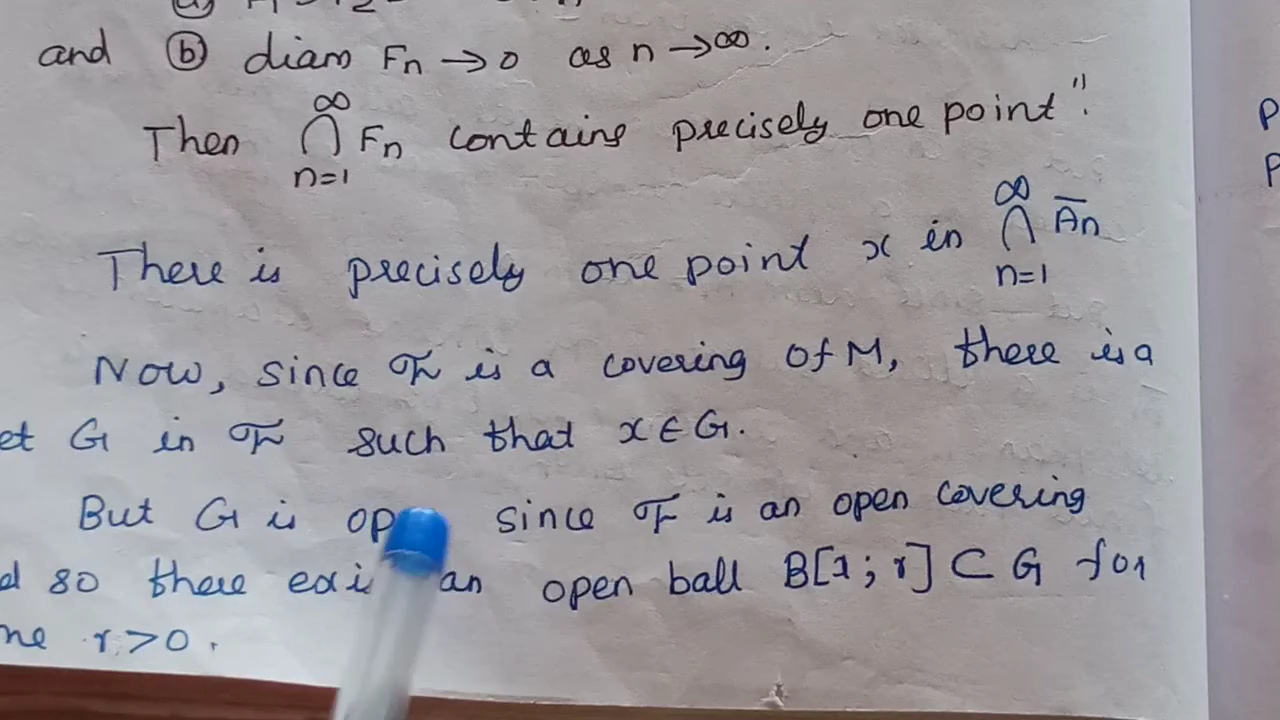 and ⓑ diam Fn → 0 as n → ∞.
Then ∞ ⋂ n=1 Fn contains precisely one point".
There is precisely one point x in ∞ ⋂ n=1 A̅n
Now, since ℱ is a covering of M, there is a
et G in ℱ such that x ∈ G.
But G is op since ℱ is an open covering
d so there exi an open ball B[x; r] ⊂ G for
me r > 0.
P
P